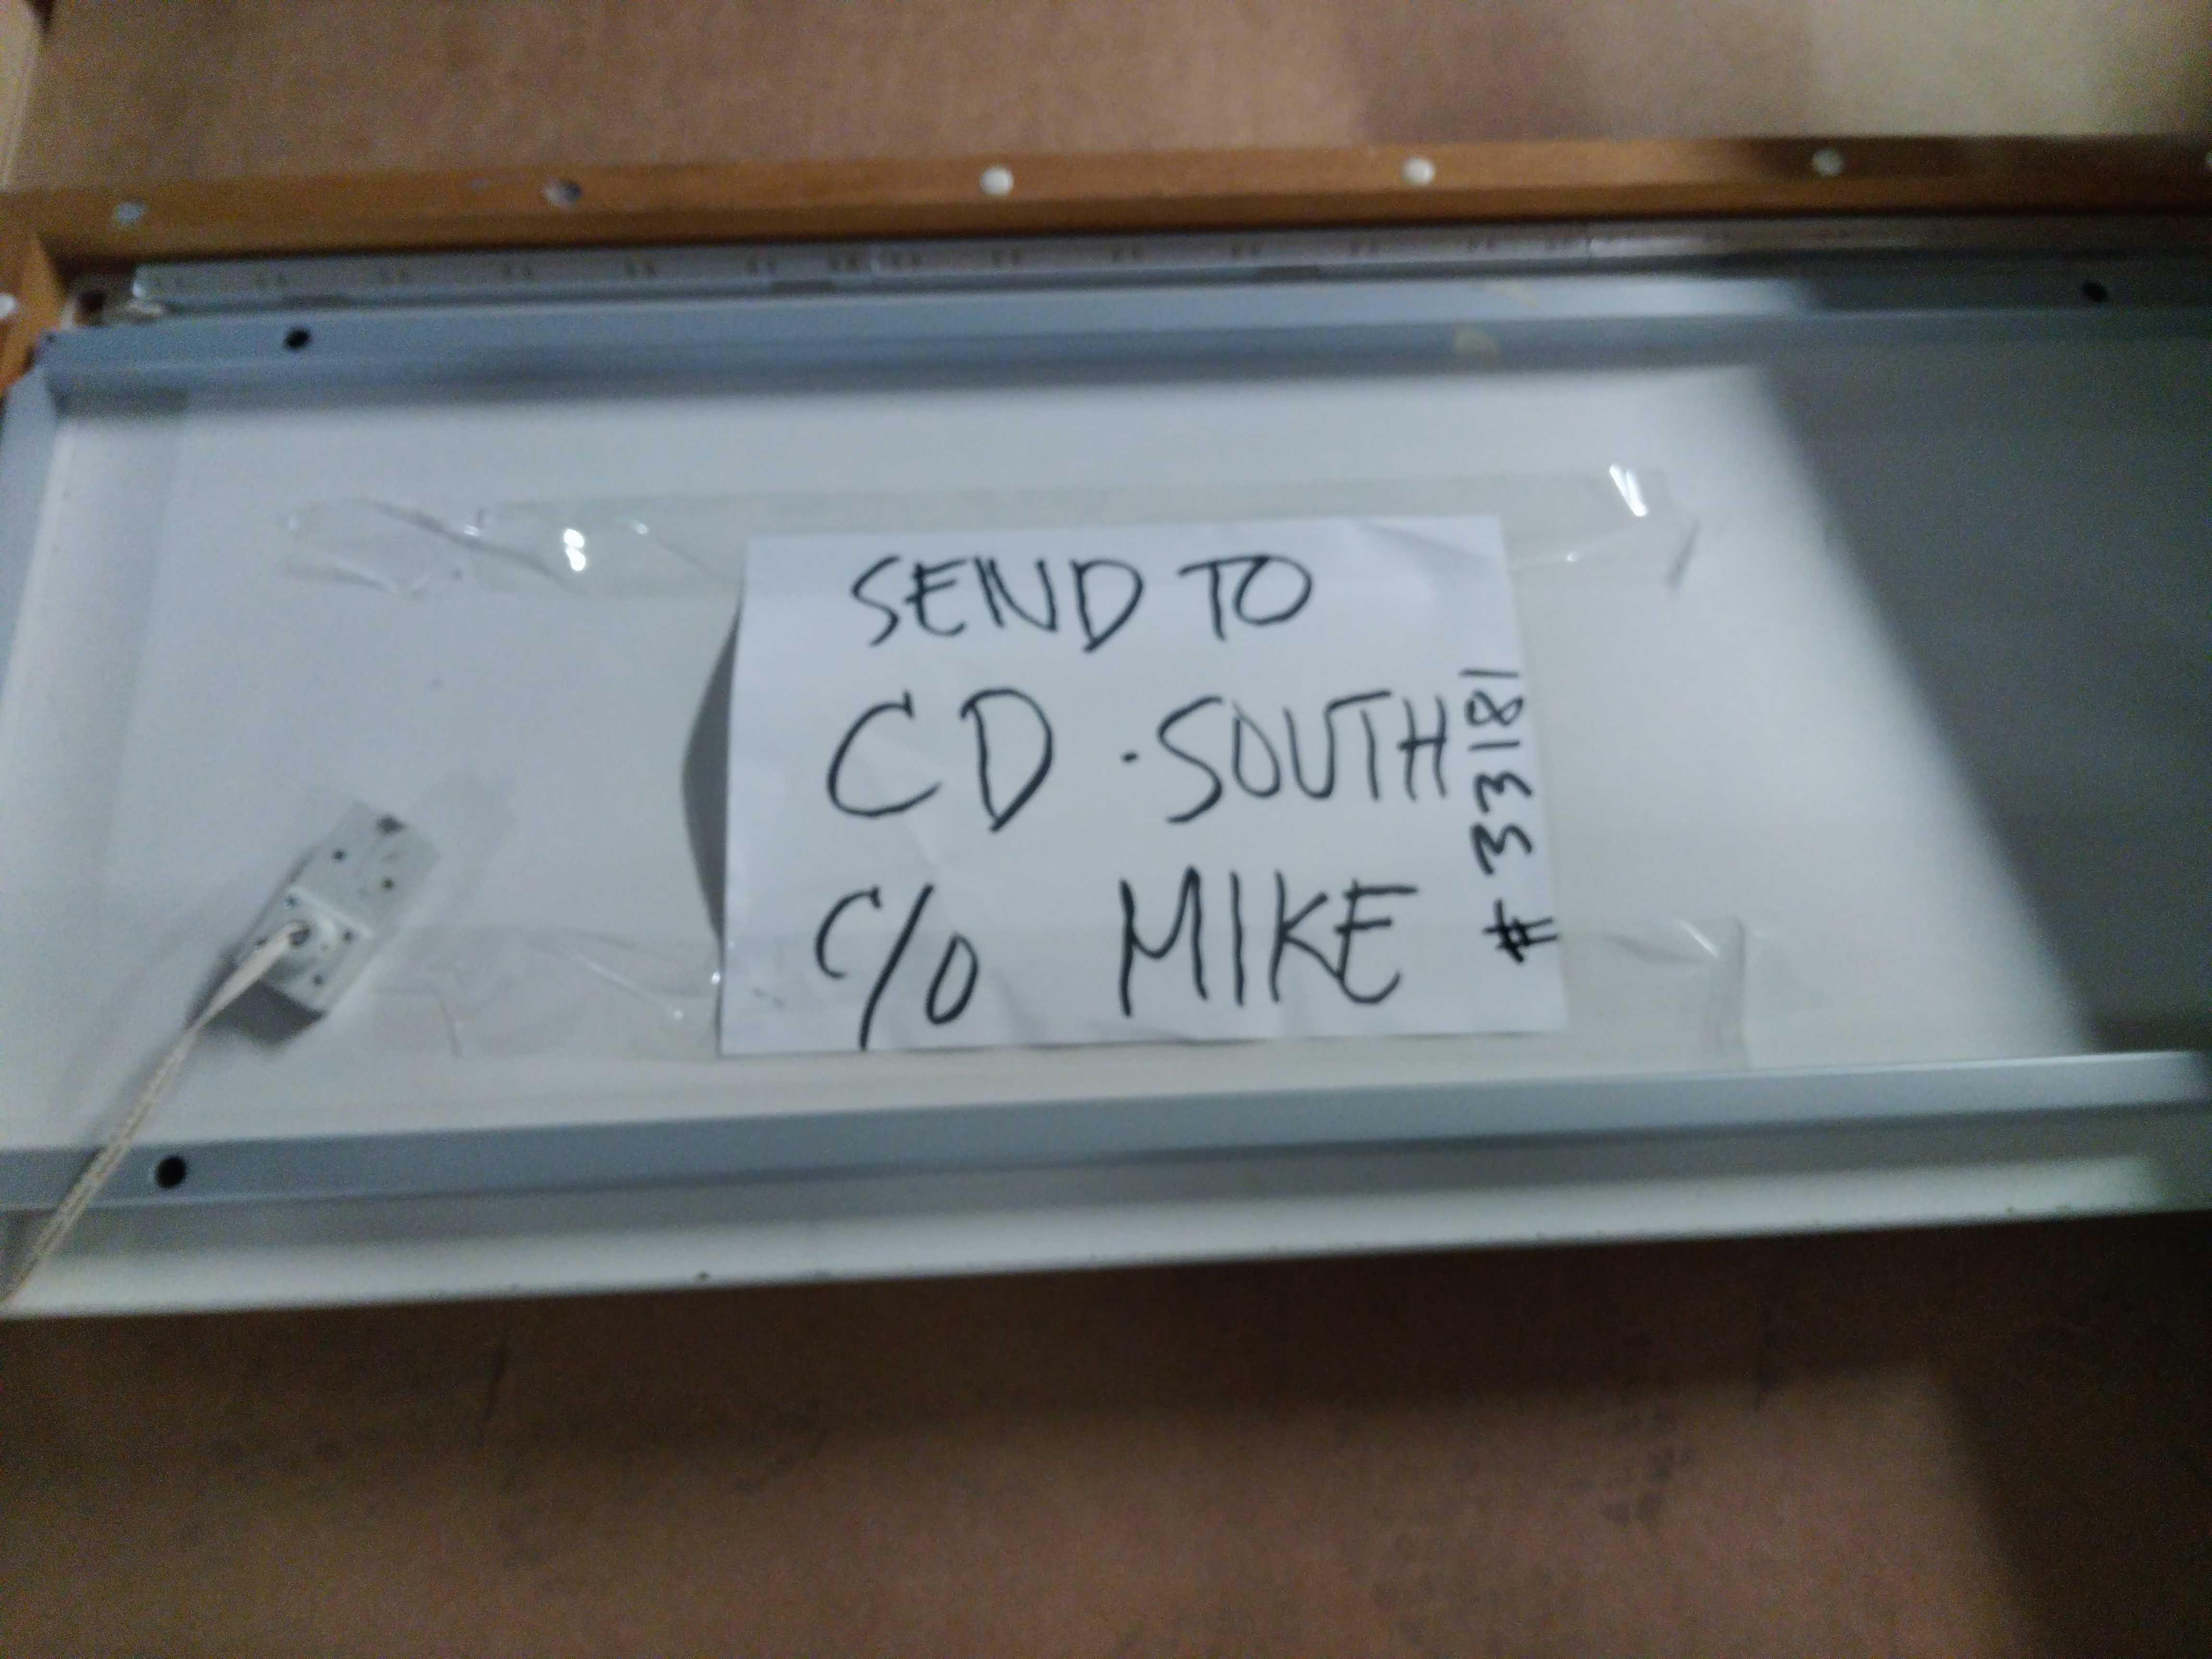 SEND TO
CD . SOUTH
C/O MIKE
# 33181